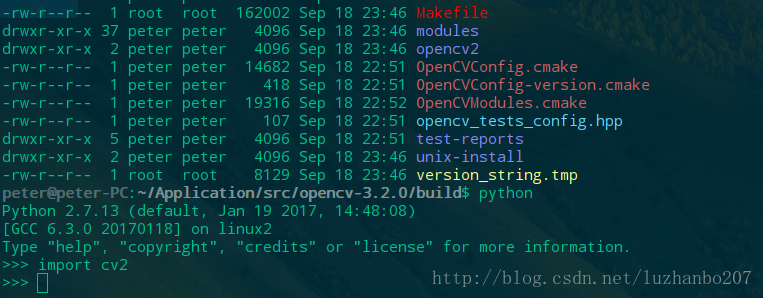 -rw-r--r--  1 root  root  162002 Sep 18 23:46 Makefile
drwxr-xr-x 37 peter peter   4096 Sep 18 23:46 modules
drwxr-xr-x  2 peter peter   4096 Sep 18 23:46 opencv2
-rw-r--r--  1 peter peter  14682 Sep 18 22:51 OpenCVConfig.cmake
-rw-r--r--  1 peter peter    418 Sep 18 22:51 OpenCVConfig-version.cmake
-rw-r--r--  1 peter peter  19316 Sep 18 22:52 OpenCVModules.cmake
-rw-r--r--  1 peter peter    107 Sep 18 22:51 opencv_tests_config.hpp
drwxr-xr-x  5 peter peter   4096 Sep 18 22:51 test-reports
drwxr-xr-x  2 peter peter   4096 Sep 18 23:46 unix-install
-rw-r--r--  1 root  root    8129 Sep 18 23:46 version_string.tmp
peter@peter-PC:~/Application/src/opencv-3.2.0/build$ python
Python 2.7.13 (default, Jan 19 2017, 14:48:08)
[GCC 6.3.0 20170118] on linux2
Type "help", "copyright", "credits" or "license" for more information.
>>> import cv2
>>>
http://blog.csdn.net/luzhanbo207